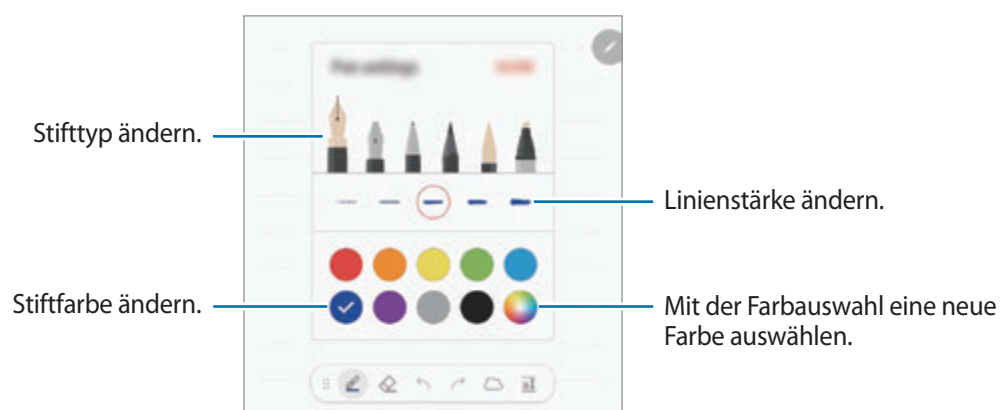 Stifttyp ändern.
Linienstärke ändern.
Stiftfarbe ändern.
Mit der Farbauswahl eine neue
Farbe auswählen.